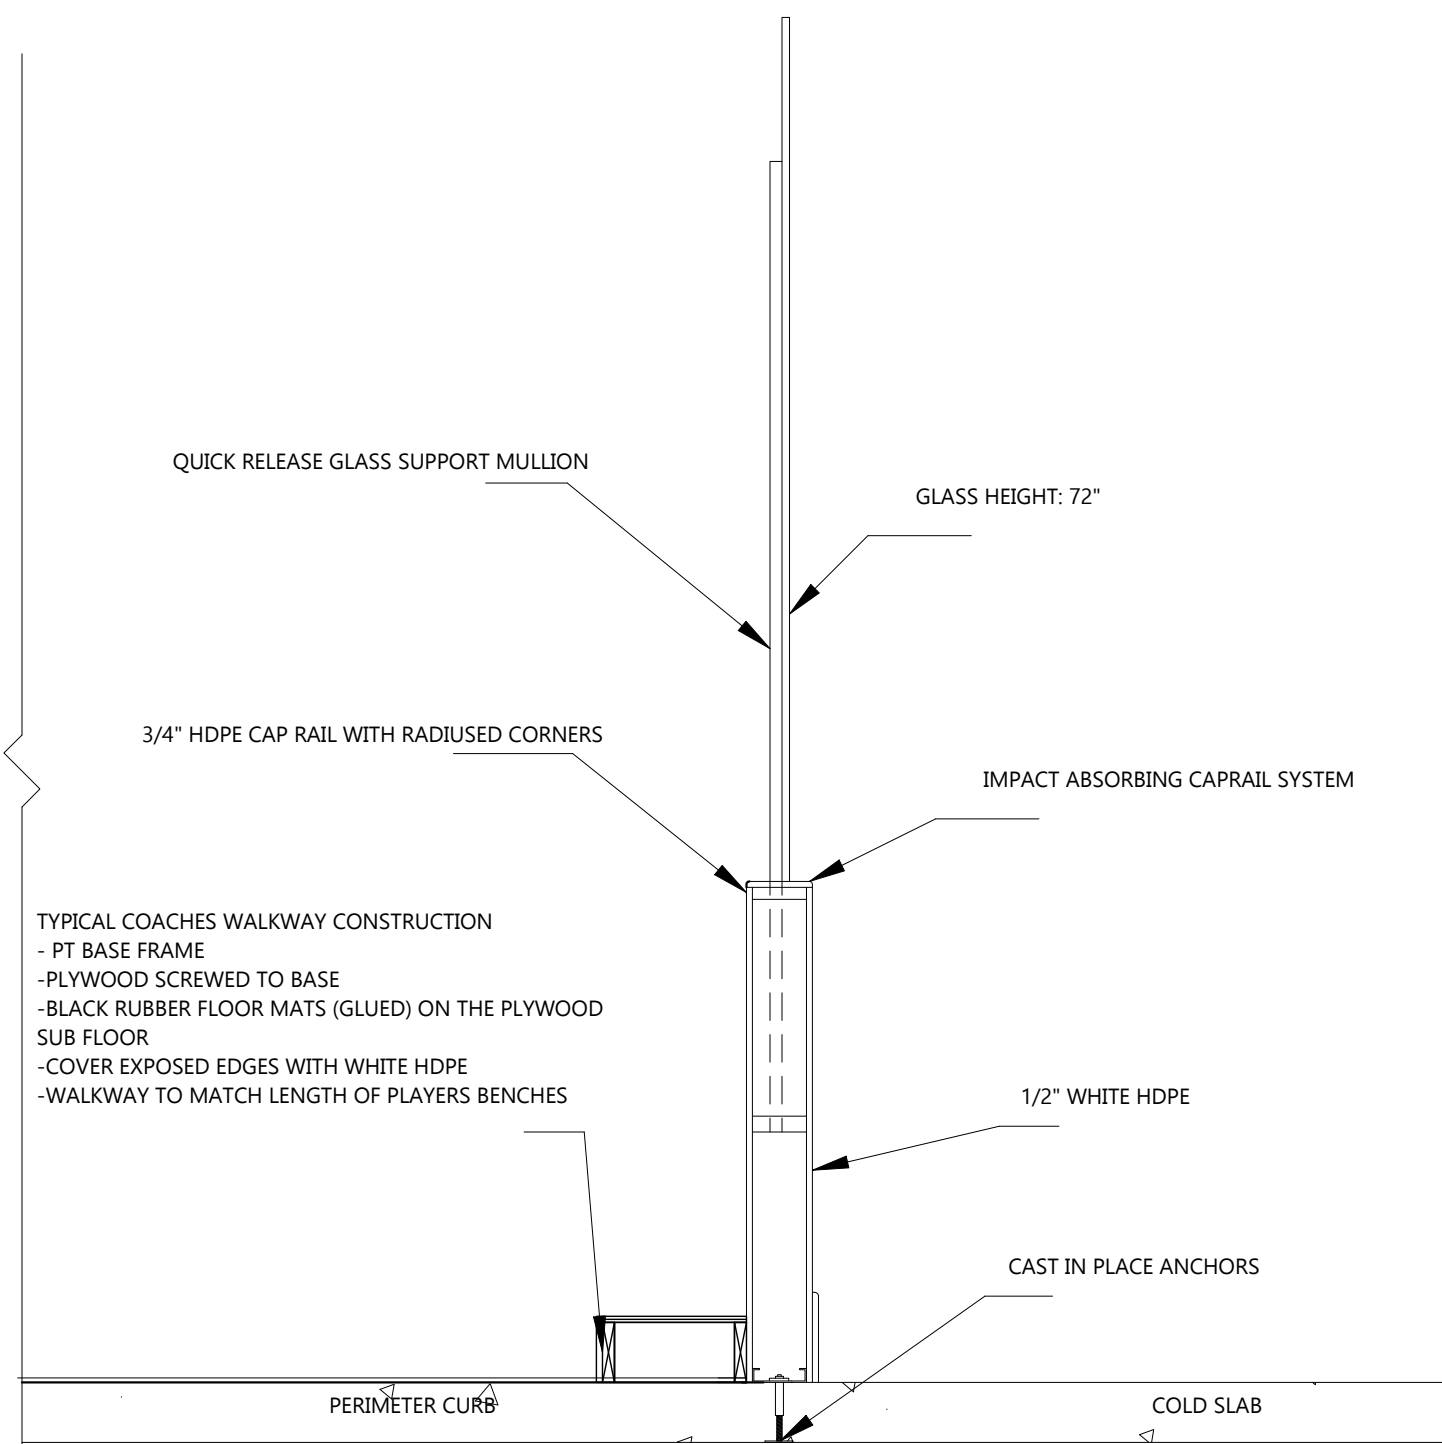 QUICK RELEASE GLASS SUPPORT MULLION
GLASS HEIGHT: 72"
3/4" HDPE CAP RAIL WITH RADIUSED CORNERS
IMPACT ABSORBING CAPRAIL SYSTEM
TYPICAL COACHES WALKWAY CONSTRUCTION
- PT BASE FRAME
-PLYWOOD SCREWED TO BASE
-BLACK RUBBER FLOOR MATS (GLUED) ON THE PLYWOOD
SUB FLOOR
-COVER EXPOSED EDGES WITH WHITE HDPE
-WALKWAY TO MATCH LENGTH OF PLAYERS BENCHES
1/2" WHITE HDPE
CAST IN PLACE ANCHORS
PERIMETER CURB
COLD SLAB